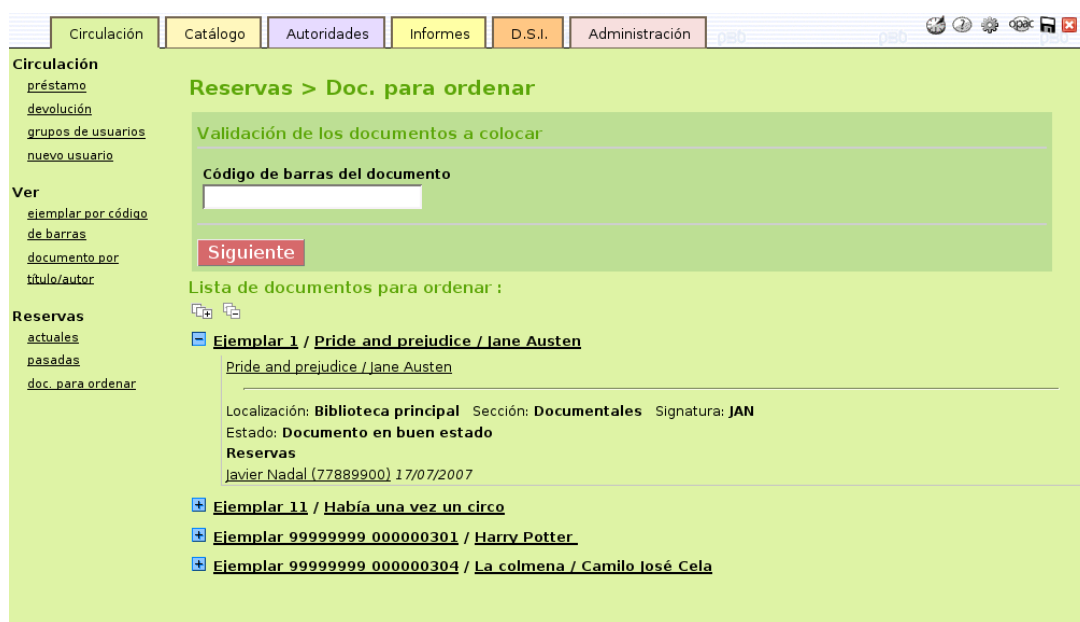 Circulación Catálogo Autoridades Informes D.S.I. Administración
opac
Circulación
préstamo
devolución
grupos de usuarios
nuevo usuario
Ver
ejemplar por código
de barras
documento por
título/autor
Reservas
actuales
pasadas
doc. para ordenar
Reservas > Doc. para ordenar
Validación de los documentos a colocar
Código de barras del documento
Siguiente
Lista de documentos para ordenar :
Ejemplar 1 / Pride and prejudice / Jane Austen
Pride and prejudice / Jane Austen
Localización: Biblioteca principal Sección: Documentales Signatura: JAN
Estado: Documento en buen estado
Reservas
Javier Nadal (77889900) 17/07/2007
Ejemplar 11 / Había una vez un circo
Ejemplar 99999999 000000301 / Harry Potter
Ejemplar 99999999 000000304 / La colmena / Camilo José Cela